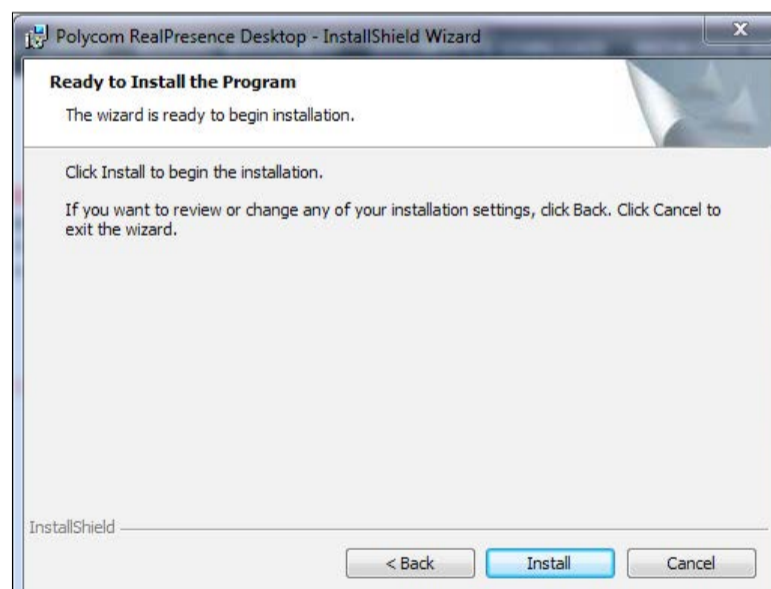 Polycom RealPresence Desktop - InstallShield Wizard
Ready to Install the Program
The wizard is ready to begin installation.
Click Install to begin the installation.
If you want to review or change any of your installation settings, click Back. Click Cancel to
exit the wizard.
InstallShield
< Back
Install
Cancel